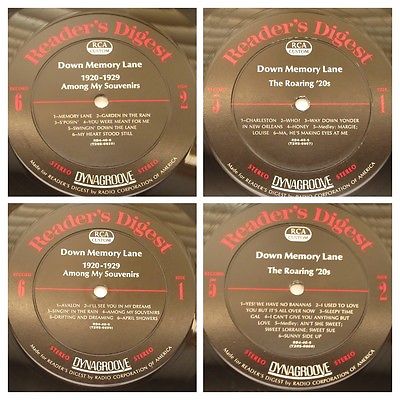 Reader's Digest
RCA
CUSTOM
Down Memory Lane
1920-1929
Among My Souvenirs
RECORD
6
SIDE
2
1—MEMORY LANE 2—GARDEN IN THE RAIN
3—S'POSIN' 4—YOU WERE MEANT FOR ME
5—SWINGIN' DOWN THE LANE
6—MY HEART STOOD STILL
RD4-40-6
STEREO DYNAGROOVE STEREO
Made for READER'S DIGEST by RADIO CORPORATION OF AMERICA
Reader's Digest
RCA
CUSTOM
Down Memory Lane
The Roaring '20s
RECORD
SIDE
1
1—CHARLESTON 2—WHO! 3—WAY DOWN YONDER
IN NEW ORLEANS 4—HONEY 5—Medley: MARGIE;
LOUISE 6—MA, HE'S MAKING EYES AT ME
STEREO DYNAGROOVE STEREO
Made for READER'S DIGEST by RADIO CORPORATION OF AMERICA
Reader's Digest
RCA
CUSTOM
Down Memory Lane
1920-1929
Among My Souvenirs
RECORD
6
SIDE
1
1—AVALON 2—I'LL SEE YOU IN MY DREAMS
3—SINGIN' IN THE RAIN 4—AMONG MY SOUVENIRS
5—DRIFTING AND DREAMING 6—APRIL SHOWERS
RD4-40-6
STEREO DYNAGROOVE STEREO
Made for READER'S DIGEST by RADIO CORPORATION OF AMERICA
Reader's Digest
RCA
CUSTOM
Down Memory Lane
The Roaring '20s
RECORD
5
SIDE
2
1—YES! WE HAVE NO BANANAS 2—I USED TO LOVE
YOU BUT IT'S ALL OVER NOW 3—SLEEPY TIME
GAL 4—I CAN'T GIVE YOU ANYTHING BUT
LOVE 5—Medley: AIN'T SHE SWEET;
SWEET LORRAINE; SWEET SUE
6—SUNNY SIDE UP
STEREO DYNAGROOVE STEREO
Made for READER'S DIGEST by RADIO CORPORATION OF AMERICA